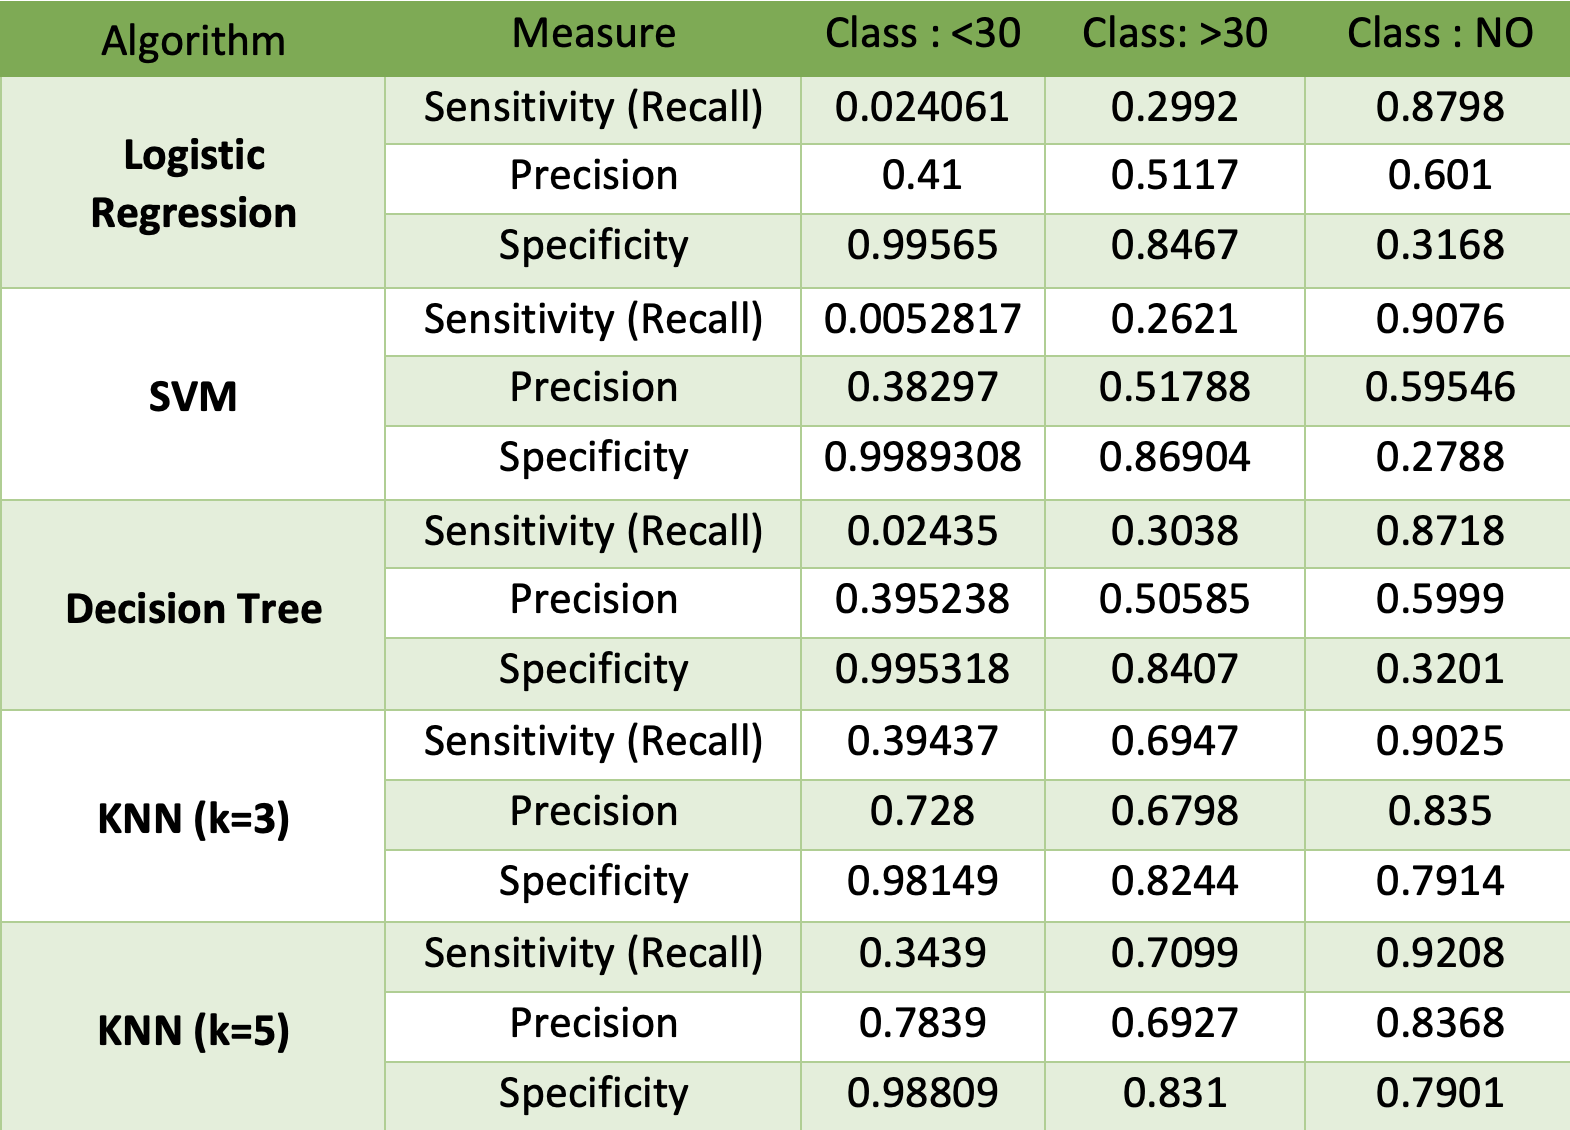 Algorithm Measure Class : <30 Class: >30 Class : NO
Logistic Regression
Sensitivity (Recall) 0.024061 0.2992 0.8798
Precision 0.41 0.5117 0.601
Specificity 0.99565 0.8467 0.3168
SVM
Sensitivity (Recall) 0.0052817 0.2621 0.9076
Precision 0.38297 0.51788 0.59546
Specificity 0.9989308 0.86904 0.2788
Decision Tree
Sensitivity (Recall) 0.02435 0.3038 0.8718
Precision 0.395238 0.50585 0.5999
Specificity 0.995318 0.8407 0.3201
KNN (k=3)
Sensitivity (Recall) 0.39437 0.6947 0.9025
Precision 0.728 0.6798 0.835
Specificity 0.98149 0.8244 0.7914
KNN (k=5)
Sensitivity (Recall) 0.3439 0.7099 0.9208
Precision 0.7839 0.6927 0.8368
Specificity 0.98809 0.831 0.7901